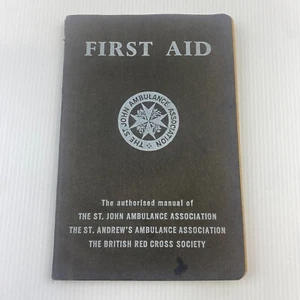 FIRST AID
THE ST. JOHN AMBULANCE ASSOCIATION
The authorised manual of
THE ST. JOHN AMBULANCE ASSOCIATION
THE ST. ANDREW'S AMBULANCE ASSOCIATION
THE BRITISH RED CROSS SOCIETY